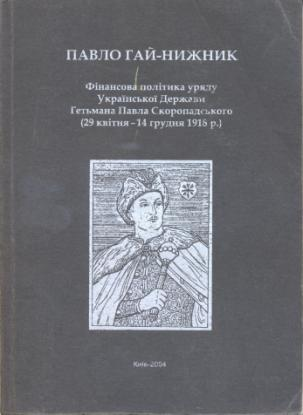 ПАВЛО ГАЙ-НИЖНИК
Фінансова політика уряду
Української Держави
Гетьмана Павла Скоропадського
(29 квітня–14 грудня 1918 р.)
Київ-2004